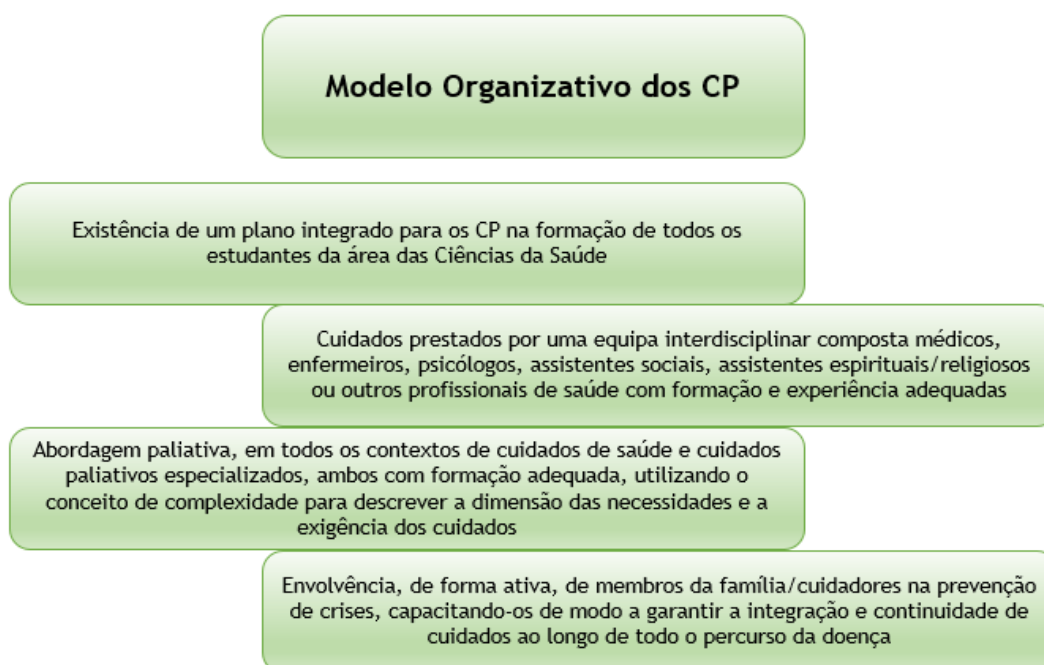 Modelo Organizativo dos CP
Existência de um plano integrado para os CP na formação de todos os
estudantes da área das Ciências da Saúde
Cuidados prestados por uma equipa interdisciplinar composta médicos,
enfermeiros, psicólogos, assistentes sociais, assistentes espirituais/religiosos
ou outros profissionais de saúde com formação e experiência adequadas
Abordagem paliativa, em todos os contextos de cuidados de saúde e cuidados
paliativos especializados, ambos com formação adequada, utilizando o
conceito de complexidade para descrever a dimensão das necessidades e a
exigência dos cuidados
Envolvência, de forma ativa, de membros da família/cuidadores na prevenção
de crises, capacitando-os de modo a garantir a integração e continuidade de
cuidados ao longo de todo o percurso da doença